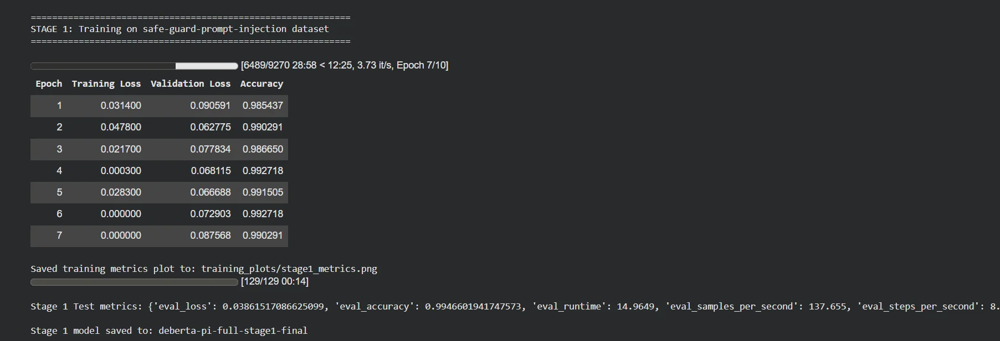 ============================================================
STAGE 1: Training on safe-guard-prompt-injection dataset
============================================================
[6489/9270 28:58 < 12:25, 3.73 it/s, Epoch 7/10]
Epoch Training Loss Validation Loss Accuracy
1 0.031400 0.090591 0.985437
2 0.047800 0.062775 0.990291
3 0.021700 0.077834 0.986650
4 0.000300 0.068115 0.992718
5 0.028300 0.066688 0.991505
6 0.000000 0.072903 0.992718
7 0.000000 0.087568 0.990291
Saved training metrics plot to: training_plots/stage1_metrics.png
[129/129 00:14]
Stage 1 Test metrics: {'eval_loss': 0.03861517086625099, 'eval_accuracy': 0.9946601941747573, 'eval_runtime': 14.9649, 'eval_samples_per_second': 137.655, 'eval_steps_per_second': 8.
Stage 1 model saved to: deberta-pi-full-stage1-final